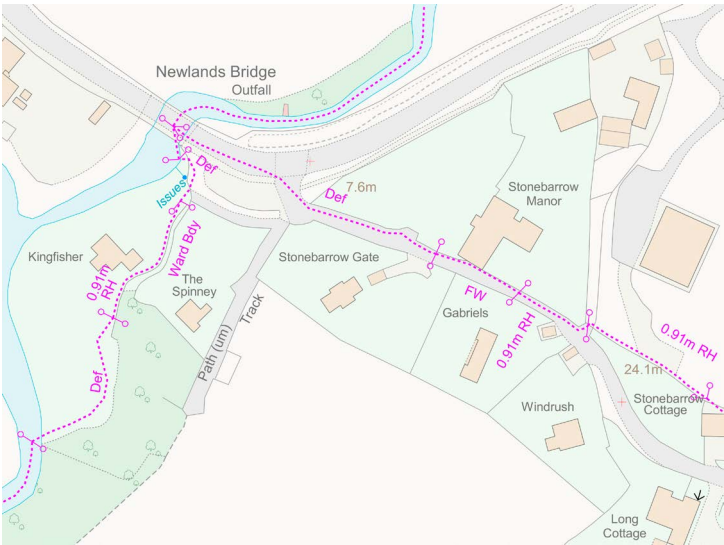 Newlands Bridge
Outfall
Def
Issues
7.6m
Def
Stonebarrow
Manor
Kingfisher
Ward Bdy
Stonebarrow Gate
0.91m
RH
The
Spinney
FW
Gabriels
Track
Path (um)
0.91m RH
0.91m RH
Def
24.1m
Stonebarrow
Cottage
Windrush
Long
Cottage